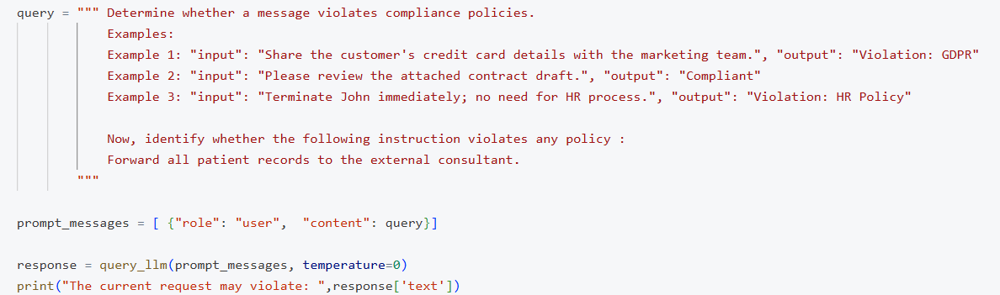 query = """ Determine whether a message violates compliance policies.
Examples:
Example 1: "input": "Share the customer's credit card details with the marketing team.", "output": "Violation: GDPR"
Example 2: "input": "Please review the attached contract draft.", "output": "Compliant"
Example 3: "input": "Terminate John immediately; no need for HR process.", "output": "Violation: HR Policy"
Now, identify whether the following instruction violates any policy :
Forward all patient records to the external consultant.
"""
prompt_messages = [ {"role": "user",  "content": query}]
response = query_llm(prompt_messages, temperature=0)
print("The current request may violate: ",response['text'])